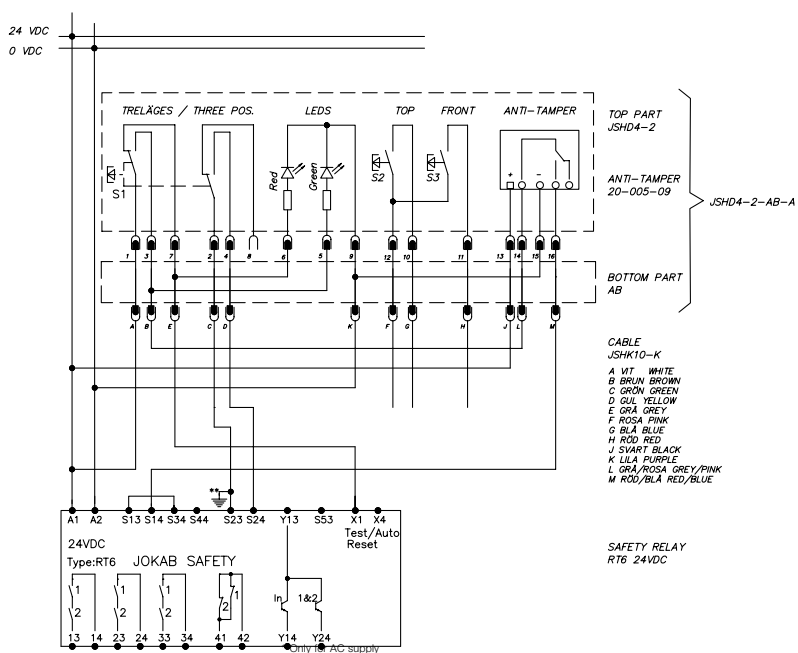 24 VDC
0 VDC
TRELÄGES / THREE POS.
LEDS
TOP
FRONT
ANTI-TAMPER
TOP PART
JSHD4-2
S1
Red
Green
S2
S3
+
-
ANTI-TAMPER
20-005-09
JSHD4-2-AB-A
1
3
7
2
4
8
6
5
9
12
10
11
13
14
15
16
BOTTOM PART
AB
A
B
E
C
D
K
F
G
H
J
L
M
CABLE
JSHK10-K
A VIT WHITE
B BRUN BROWN
C GRÖN GREEN
D GUL YELLOW
E GRÅ GREY
F ROSA PINK
G BLÅ BLUE
H RÖD RED
J SVART BLACK
K LILA PURPLE
L GRÅ/ROSA GREY/PINK
M RÖD/BLÅ RED/BLUE
**
A1 A2 S13 S14 S34 S44 S23 S24 Y13 S53 X1 X4
Test/Auto
Reset
24VDC
Type:RT6 JOKAB SAFETY
1
2
1
2
1
2
2
1
In
1&2
13 14 23 24 33 34 41 42 Y14 Y24
Only for AC supply
SAFETY RELAY
RT6 24VDC